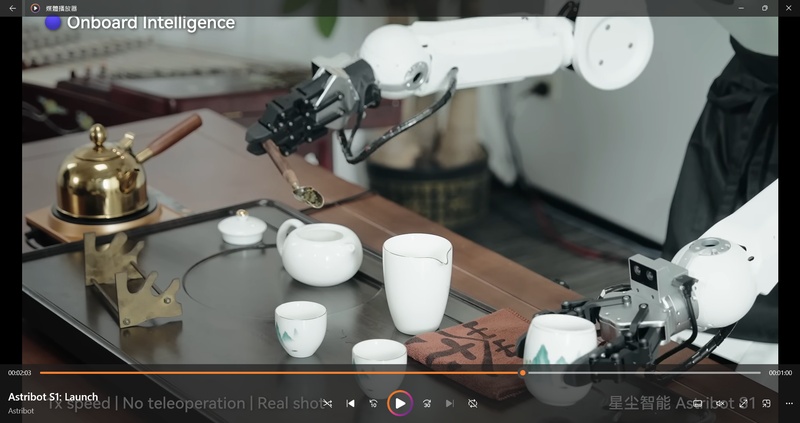 媒體播放器
Onboard Intelligence
00:02:03
00:01:00
Astribot S1: Launch
Astribot
1x speed | No teleoperation | Real shot
星尘智能 Astribot S1